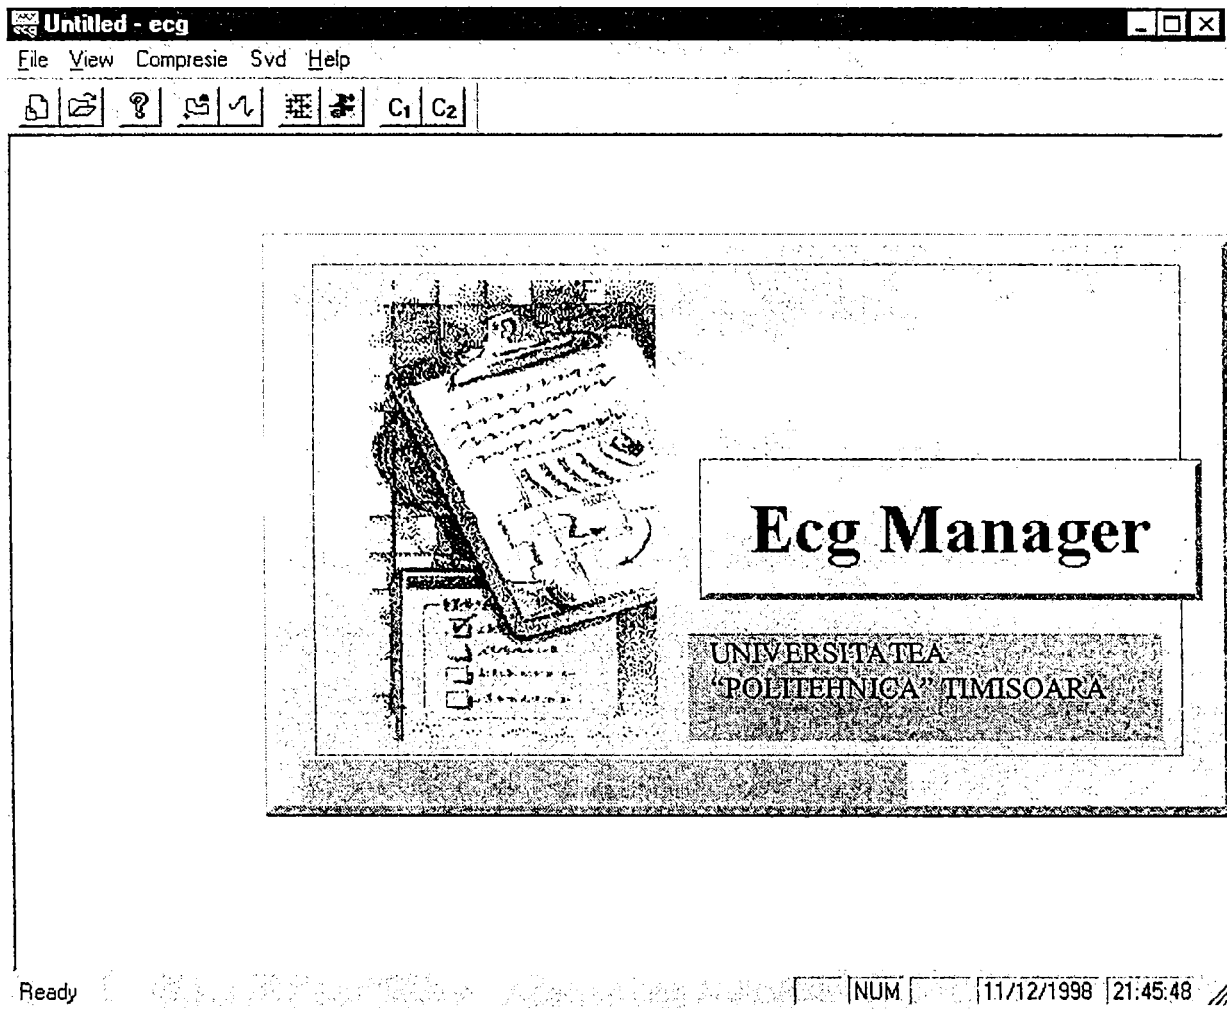 Untitled - ecg
File View Compresie Svd Help
C1 C2
Ecg Manager
UNIVERSITATEA
“POLITEHNICA” TIMISOARA
Ready NUM 11/12/1998 21:45:48